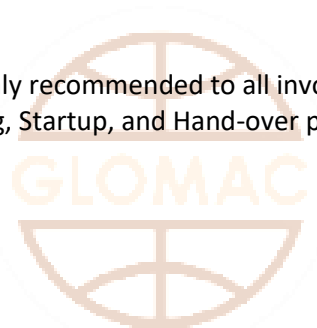 ly recommended to all invo
g, Startup, and Hand-over p
GLOMAC